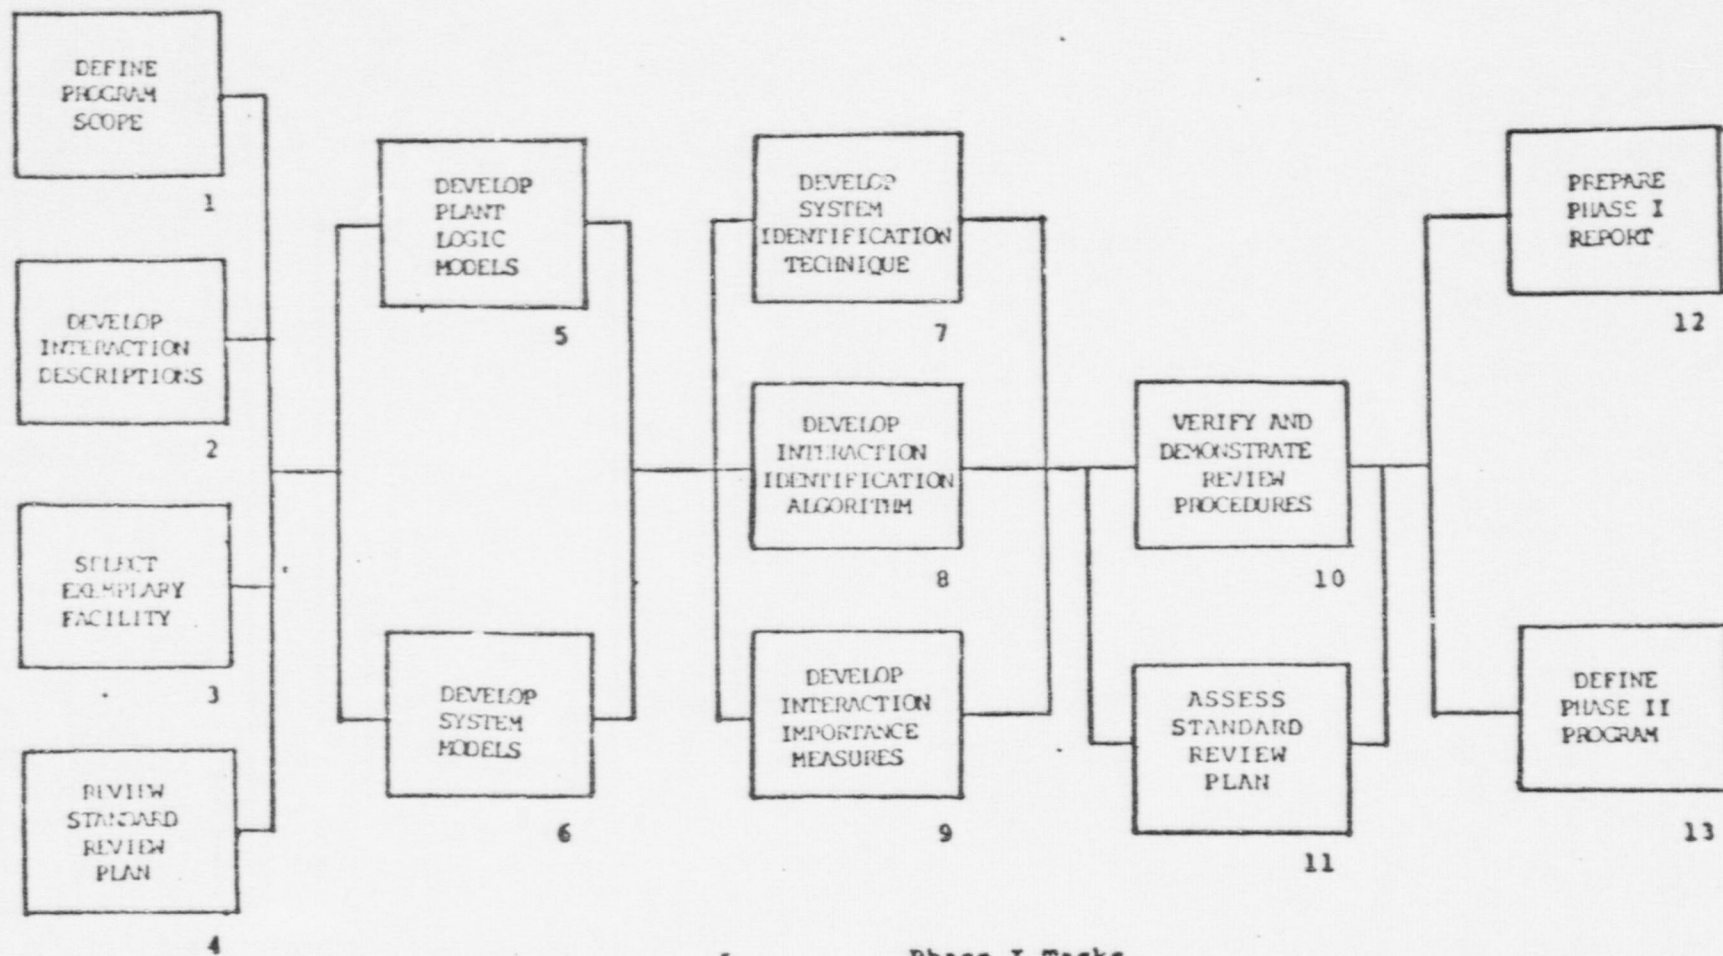 DEFINE
PROGRAM
SCOPE
1
DEVELOP
INTERACTION
DESCRIPTIONS
2
SELECT
EXEMPLARY
FACILITY
3
REVIEW
STANDARD
REVIEW
PLAN
4
DEVELOP
PLANT
LOGIC
MODELS
5
DEVELOP
SYSTEM
MODELS
6
DEVELOP
SYSTEM
IDENTIFICATION
TECHNIQUE
7
DEVELOP
INTERACTION
IDENTIFICATION
ALGORITHM
8
DEVELOP
INTERACTION
IMPORTANCE
MEASURES
9
VERIFY AND
DEMONSTRATE
REVIEW
PROCEDURES
10
ASSESS
STANDARD
REVIEW
PLAN
11
PREPARE
PHASE I
REPORT
12
DEFINE
PHASE II
PROGRAM
13
Phase I Tasks